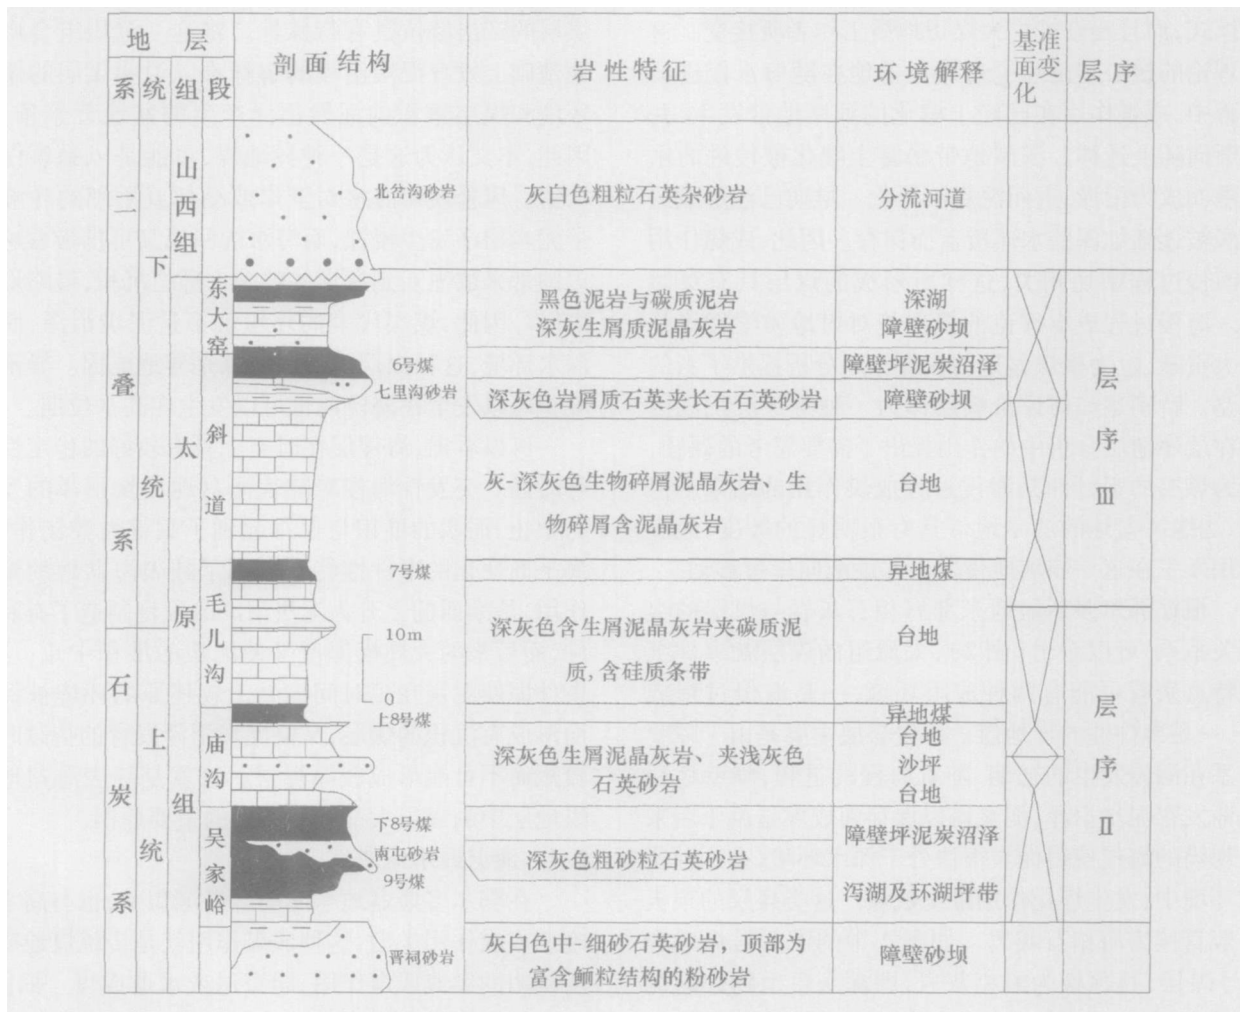 地 层
系 统 组 段
剖面结构
岩性特征
环境解释
基准
面变
化
层序
二叠系
石炭系
下统
上统
山西组
太原组
东大窑
斜道
毛儿沟
庙沟
吴家峪
北岔沟砂岩
灰白色粗粒石英杂砂岩
分流河道
黑色泥岩与碳质泥岩
深湖
深灰生屑质泥晶灰岩
障壁砂坝
6号煤
障壁坪泥炭沼泽
七里沟砂岩
深灰色岩屑质石英夹长石石英砂岩
障壁砂坝
灰-深灰色生物碎屑泥晶灰岩、生
物碎屑含泥晶灰岩
台地
层序Ⅲ
7号煤
异地煤
10m
0
深灰色含生屑泥晶灰岩夹碳质泥
质,含硅质条带
台地
上8号煤
异地煤
台地
深灰色生屑泥晶灰岩、夹浅灰色
石英砂岩
沙坪
台地
层序Ⅱ
下8号煤
障壁坪泥炭沼泽
南屯砂岩
深灰色粗砂粒石英砂岩
9号煤
泻湖及环湖坪带
晋祠砂岩
灰白色中-细砂石英砂岩，顶部为
富含鲕粒结构的粉砂岩
障壁砂坝